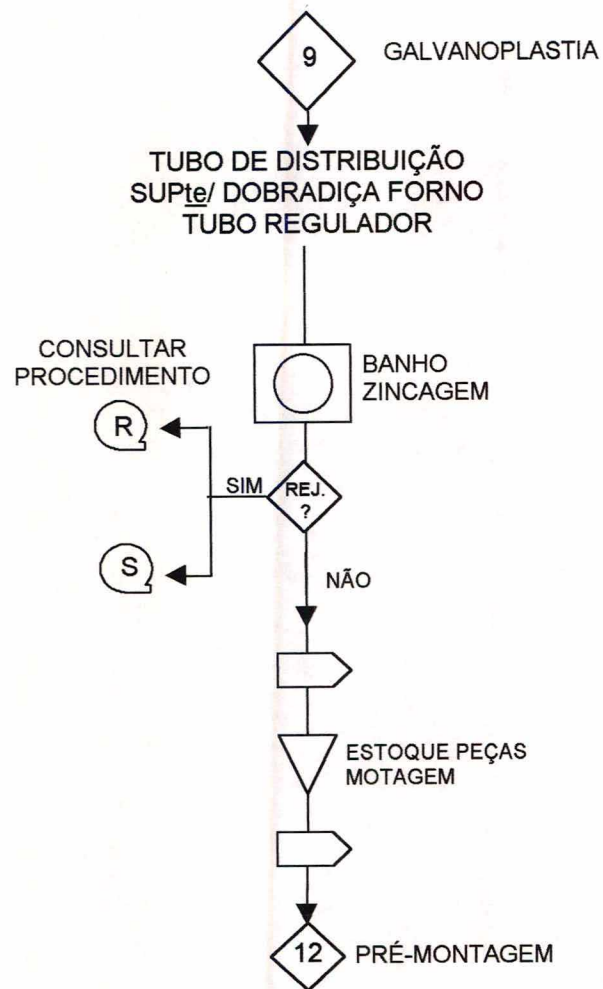 9
GALVANOPLASTIA
TUBO DE DISTRIBUIÇÃO
SUPte/ DOBRADIÇA FORNO
TUBO REGULADOR
CONSULTAR
PROCEDIMENTO
BANHO
ZINCAGEM
R
SIM
REJ.
?
S
NÃO
ESTOQUE PEÇAS
MOTAGEM
12
PRÉ-MONTAGEM